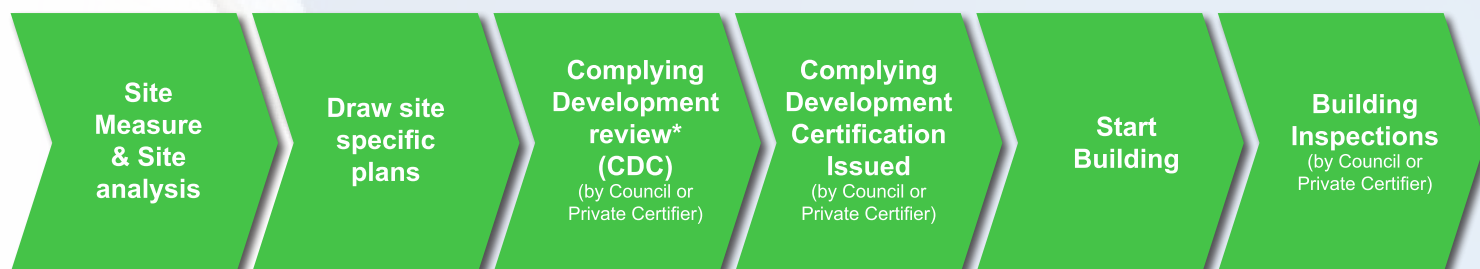 Site
Measure
& Site
analysis
Draw site
specific
plans
Complying
Development
review*
(CDC)
(by Council or
Private Certifier)
Complying
Development
Certification
Issued
(by Council or
Private Certifier)
Start
Building
Building
Inspections
(by Council or
Private Certifier)